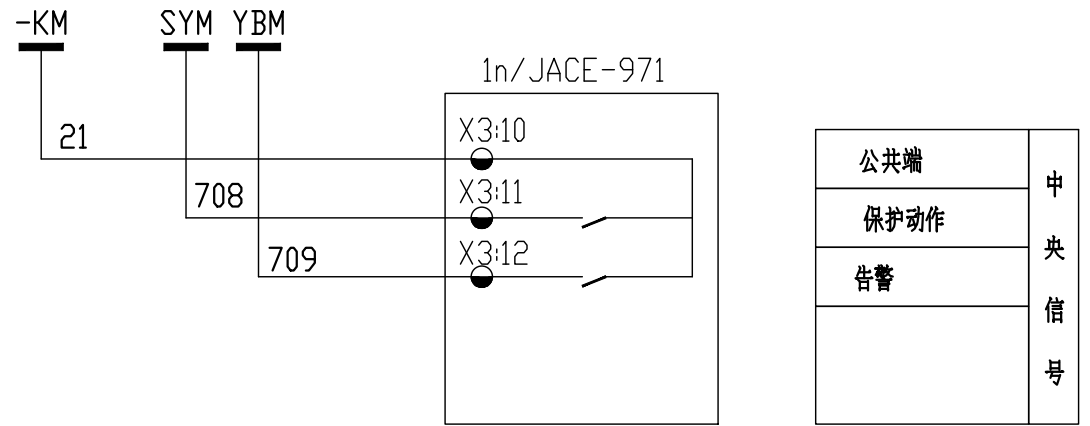 -KM SYM YBM
1n/JACE-971
X3:10
21
公共端
X3:11
708
保护动作
X3:12
709
告警
中央信号